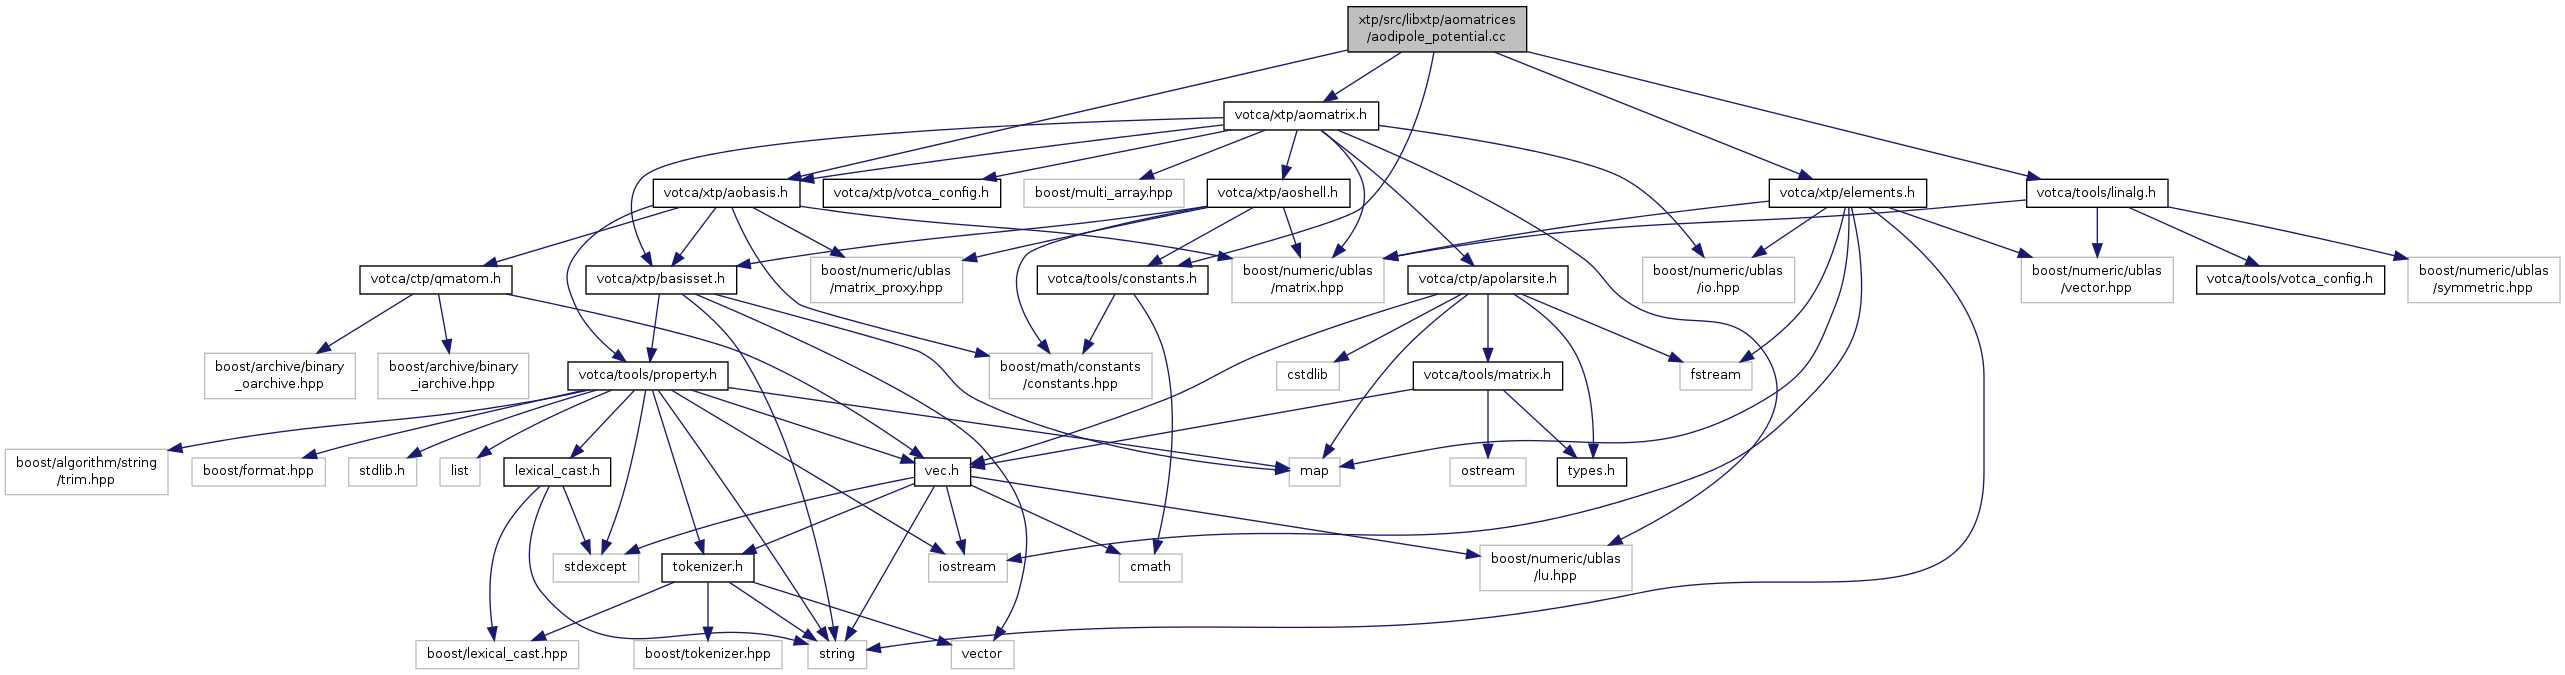 xtp/src/libxtp/aomatrices
/aodipole_potential.cc
votca/xtp/aomatrix.h
votca/xtp/aobasis.h
votca/xtp/votca_config.h
boost/multi_array.hpp
votca/xtp/aoshell.h
votca/xtp/elements.h
votca/tools/linalg.h
votca/ctp/qmatom.h
votca/xtp/basisset.h
boost/numeric/ublas
/matrix_proxy.hpp
votca/tools/constants.h
boost/numeric/ublas
/matrix.hpp
votca/ctp/apolarsite.h
boost/numeric/ublas
/io.hpp
boost/numeric/ublas
/vector.hpp
votca/tools/votca_config.h
boost/numeric/ublas
/symmetric.hpp
boost/archive/binary
_oarchive.hpp
boost/archive/binary
_iarchive.hpp
votca/tools/property.h
boost/math/constants
/constants.hpp
cstdlib
votca/tools/matrix.h
fstream
boost/algorithm/string
/trim.hpp
boost/format.hpp
stdlib.h
list
lexical_cast.h
vec.h
map
ostream
types.h
stdexcept
tokenizer.h
iostream
cmath
boost/numeric/ublas
/lu.hpp
boost/lexical_cast.hpp
boost/tokenizer.hpp
string
vector